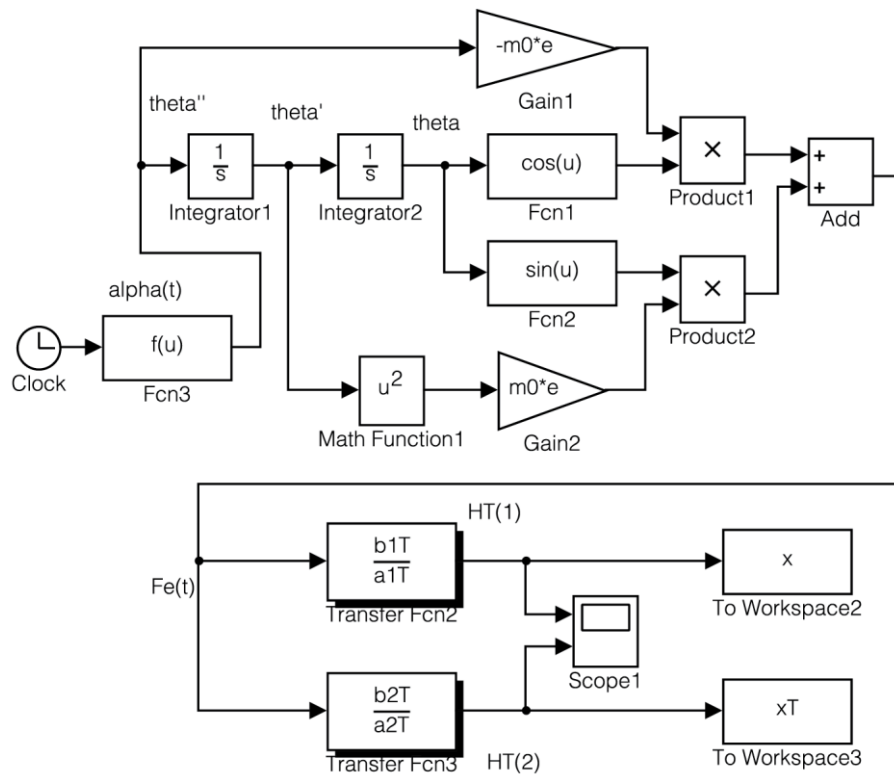 -m0*e
Gain1
theta''
theta'
theta
1
s
Integrator1
1
s
Integrator2
cos(u)
Fcn1
×
Product1
+
+
Add
sin(u)
Fcn2
×
Product2
alpha(t)
Clock
f(u)
Fcn3
u²
Math Function1
m0*e
Gain2
HT(1)
Fe(t)
b1T
a1T
Transfer Fcn2
x
To Workspace2
Scope1
b2T
a2T
Transfer Fcn3
HT(2)
xT
To Workspace3